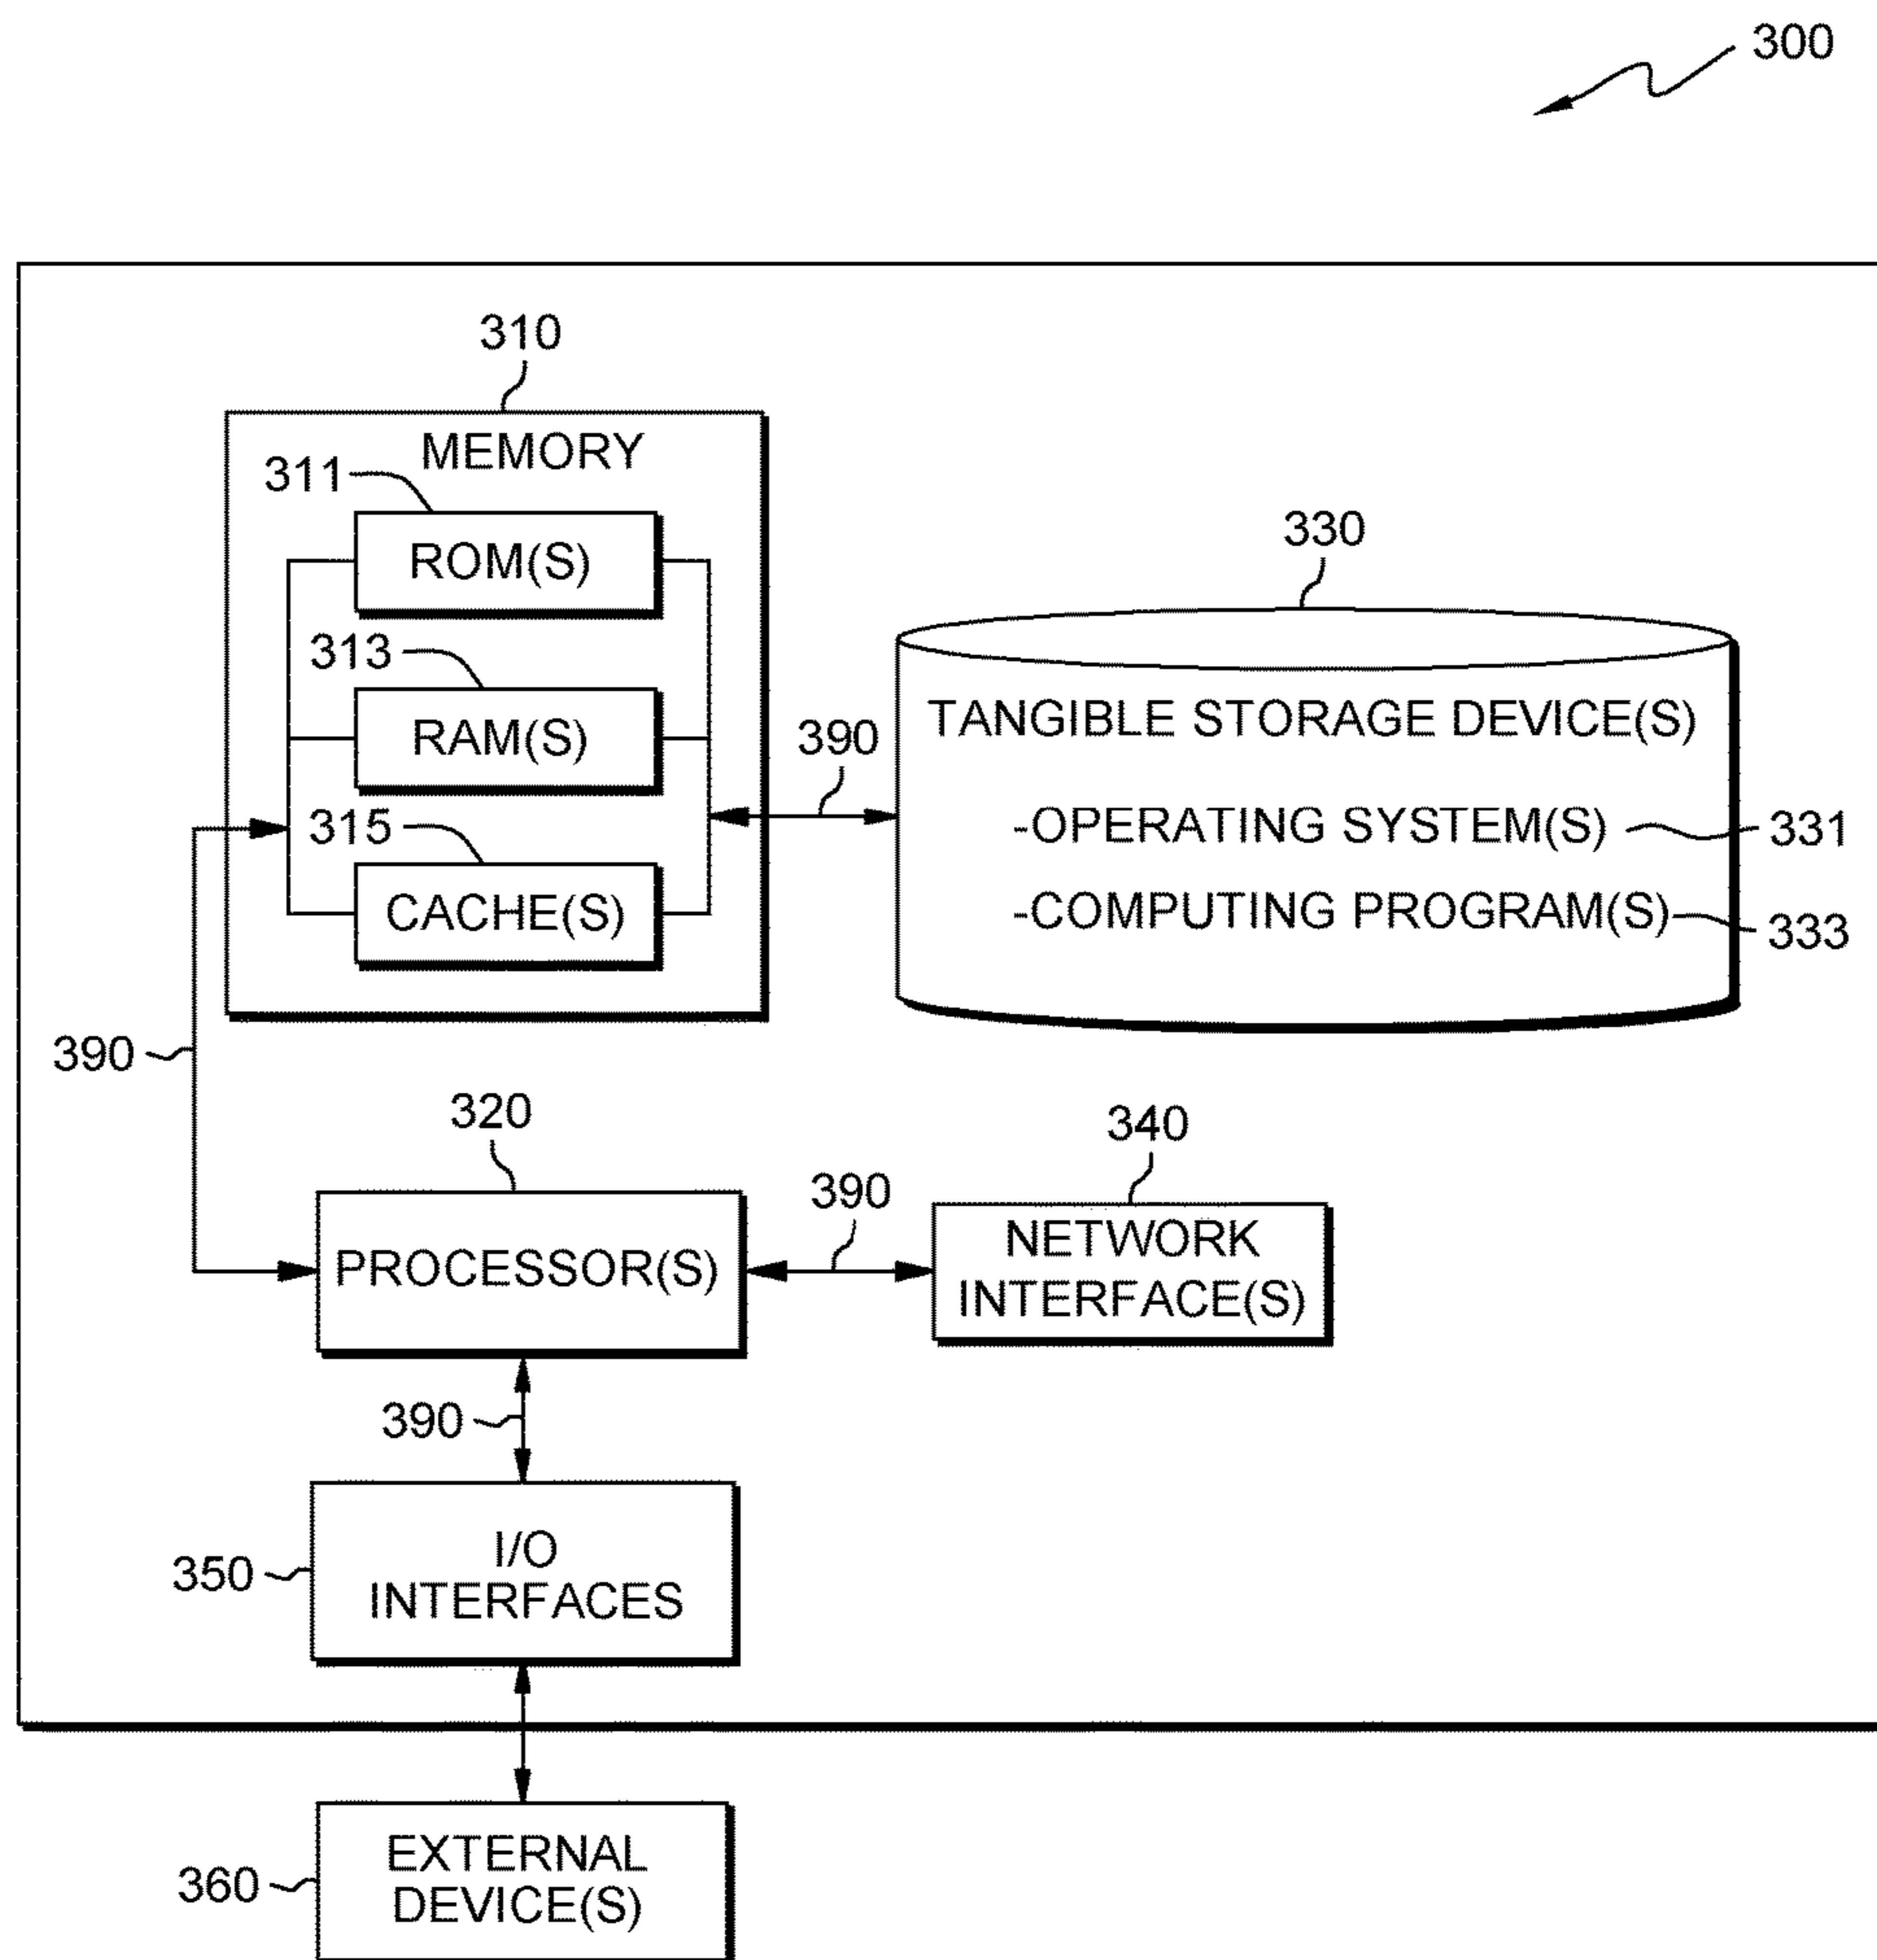 300
310
MEMORY
311
ROM(S)
313
RAM(S)
315
CACHE(S)
390
330
TANGIBLE STORAGE DEVICE(S)
-OPERATING SYSTEM(S)
331
-COMPUTING PROGRAM(S)
333
390
320
PROCESSOR(S)
390
340
NETWORK
INTERFACE(S)
390
350
I/O
INTERFACES
360
EXTERNAL
DEVICE(S)